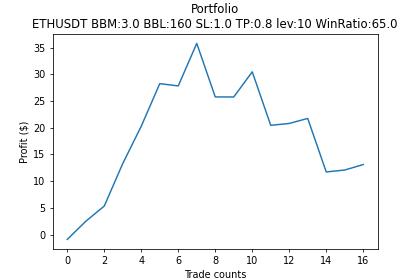 Portfolio
ETHUSDT BBM:3.0 BBL:160 SL:1.0 TP:0.8 lev:10 WinRatio:65.0
Profit ($)
35
30
25
20
15
10
5
0
0 2 4 6 8 10 12 14 16
Trade counts